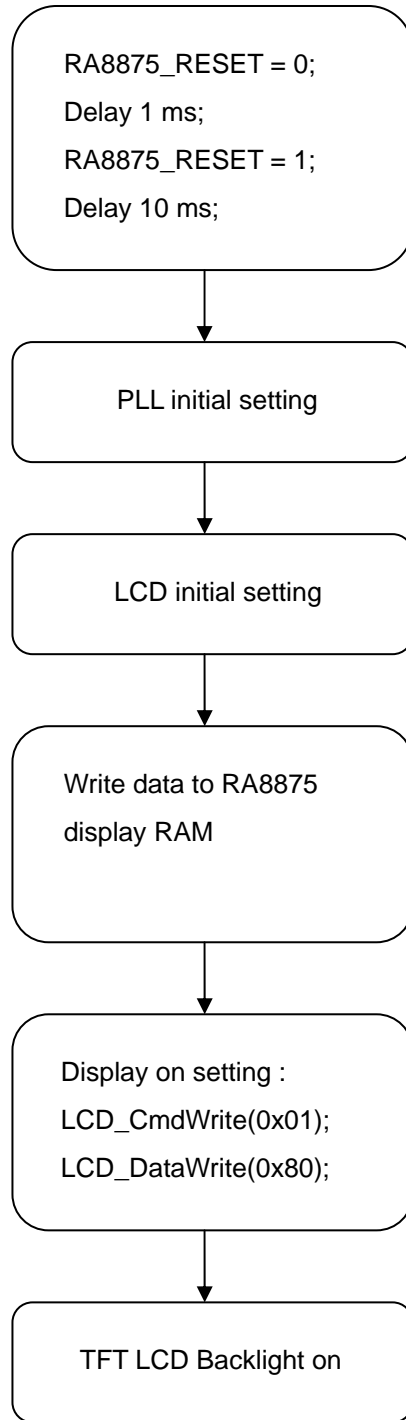 RA8875_RESET = 0;
Delay 1 ms;
RA8875_RESET = 1;
Delay 10 ms;
PLL initial setting
LCD initial setting
Write data to RA8875
display RAM
Display on setting :
LCD_CmdWrite(0x01);
LCD_DataWrite(0x80);
TFT LCD Backlight on